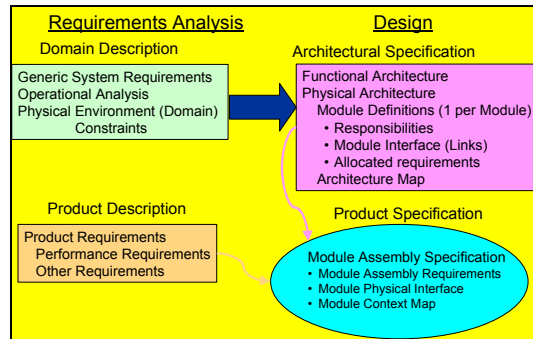 Requirements Analysis
Design
Domain Description
Generic System Requirements
Operational Analysis
Physical Environment (Domain)
Constraints
Architectural Specification
Functional Architecture
Physical Architecture
Module Definitions (1 per Module)
• Responsibilities
• Module Interface (Links)
• Allocated requirements
Architecture Map
Product Description
Product Requirements
Performance Requirements
Other Requirements
Product Specification
Module Assembly Specification
• Module Assembly Requirements
• Module Physical Interface
• Module Context Map